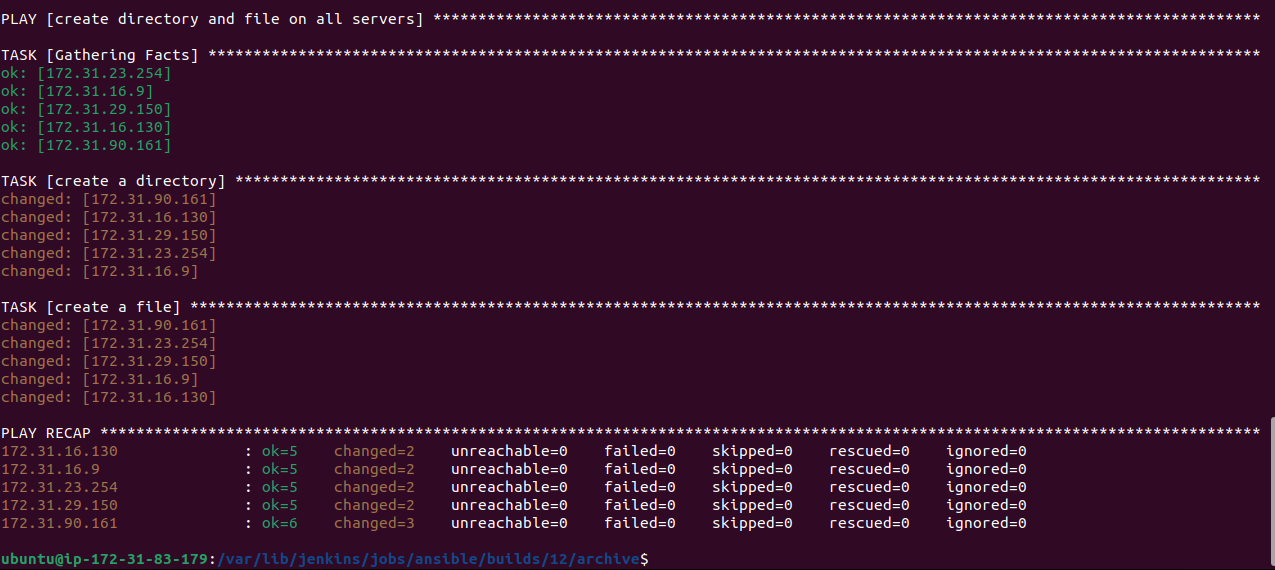 PLAY [create directory and file on all servers] ********************************************************************************************
TASK [Gathering Facts] *********************************************************************************************************************
ok: [172.31.23.254]
ok: [172.31.16.9]
ok: [172.31.29.150]
ok: [172.31.16.130]
ok: [172.31.90.161]
TASK [create a directory] ******************************************************************************************************************
changed: [172.31.90.161]
changed: [172.31.16.130]
changed: [172.31.29.150]
changed: [172.31.23.254]
changed: [172.31.16.9]
TASK [create a file] ***********************************************************************************************************************
changed: [172.31.90.161]
changed: [172.31.23.254]
changed: [172.31.29.150]
changed: [172.31.16.9]
changed: [172.31.16.130]
PLAY RECAP *********************************************************************************************************************************
172.31.16.130              : ok=5    changed=2    unreachable=0    failed=0    skipped=0    rescued=0    ignored=0
172.31.16.9                : ok=5    changed=2    unreachable=0    failed=0    skipped=0    rescued=0    ignored=0
172.31.23.254              : ok=5    changed=2    unreachable=0    failed=0    skipped=0    rescued=0    ignored=0
172.31.29.150              : ok=5    changed=2    unreachable=0    failed=0    skipped=0    rescued=0    ignored=0
172.31.90.161              : ok=6    changed=3    unreachable=0    failed=0    skipped=0    rescued=0    ignored=0
ubuntu@ip-172-31-83-179:/var/lib/jenkins/jobs/ansible/builds/12/archive$